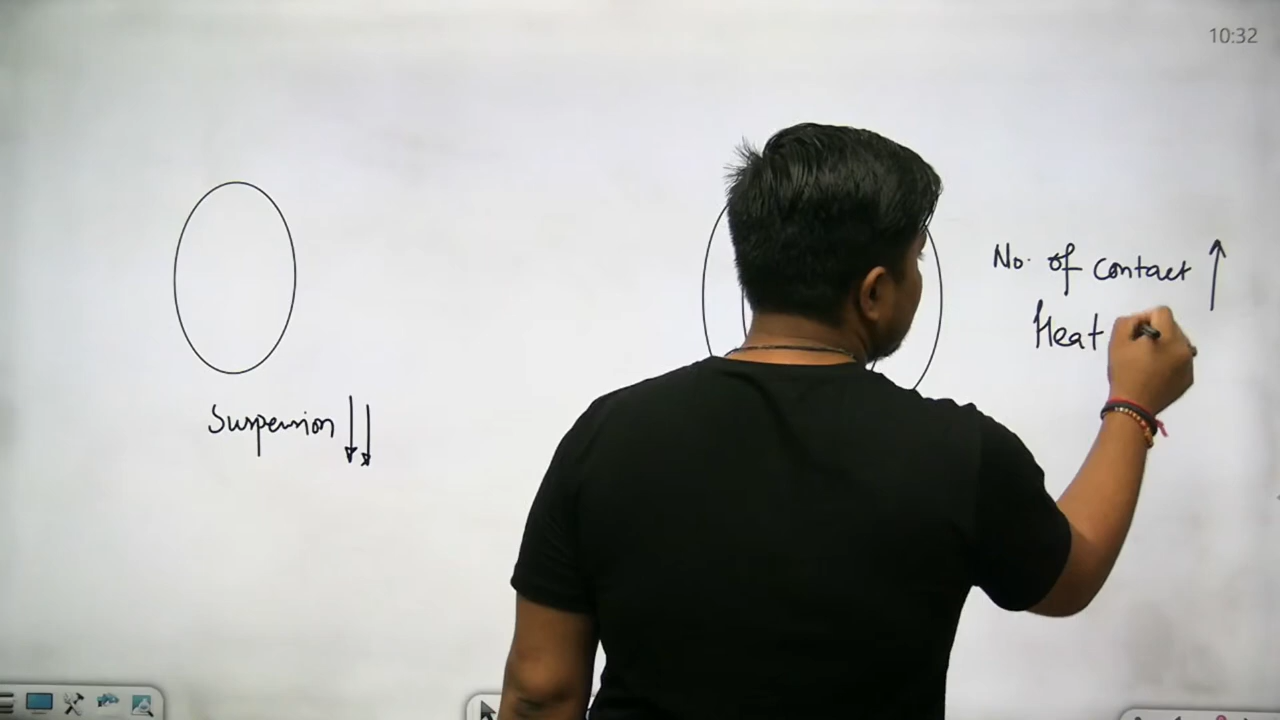 10:32
No. of contact ↑
Heat
Suspension ↓↓